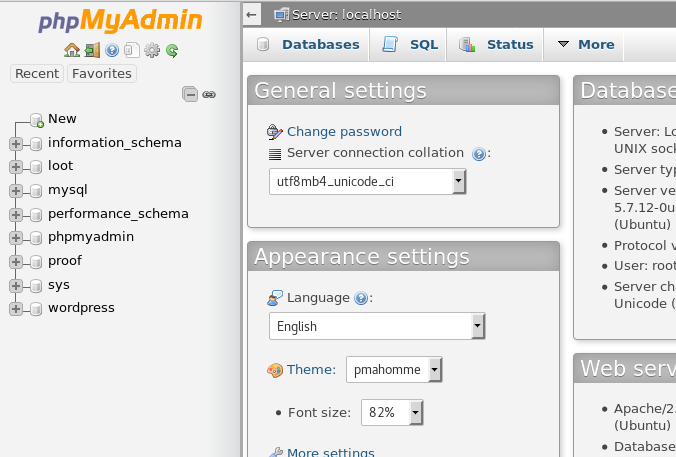 phpMyAdmin
Recent Favorites
New
information_schema
loot
mysql
performance_schema
phpmyadmin
proof
sys
wordpress
Server: localhost
Databases SQL Status More
General settings
Change password
Server connection collation :
utf8mb4_unicode_ci
Appearance settings
Language :
English
Theme: pmahomme
• Font size: 82%
More settings
Database
• Server: Lo
UNIX sock
• Server typ
• Server ve
5.7.12-0u
(Ubuntu)
• Protocol v
• User: root
• Server cha
Unicode (
Web serv
• Apache/2.
(Ubuntu)
• Database